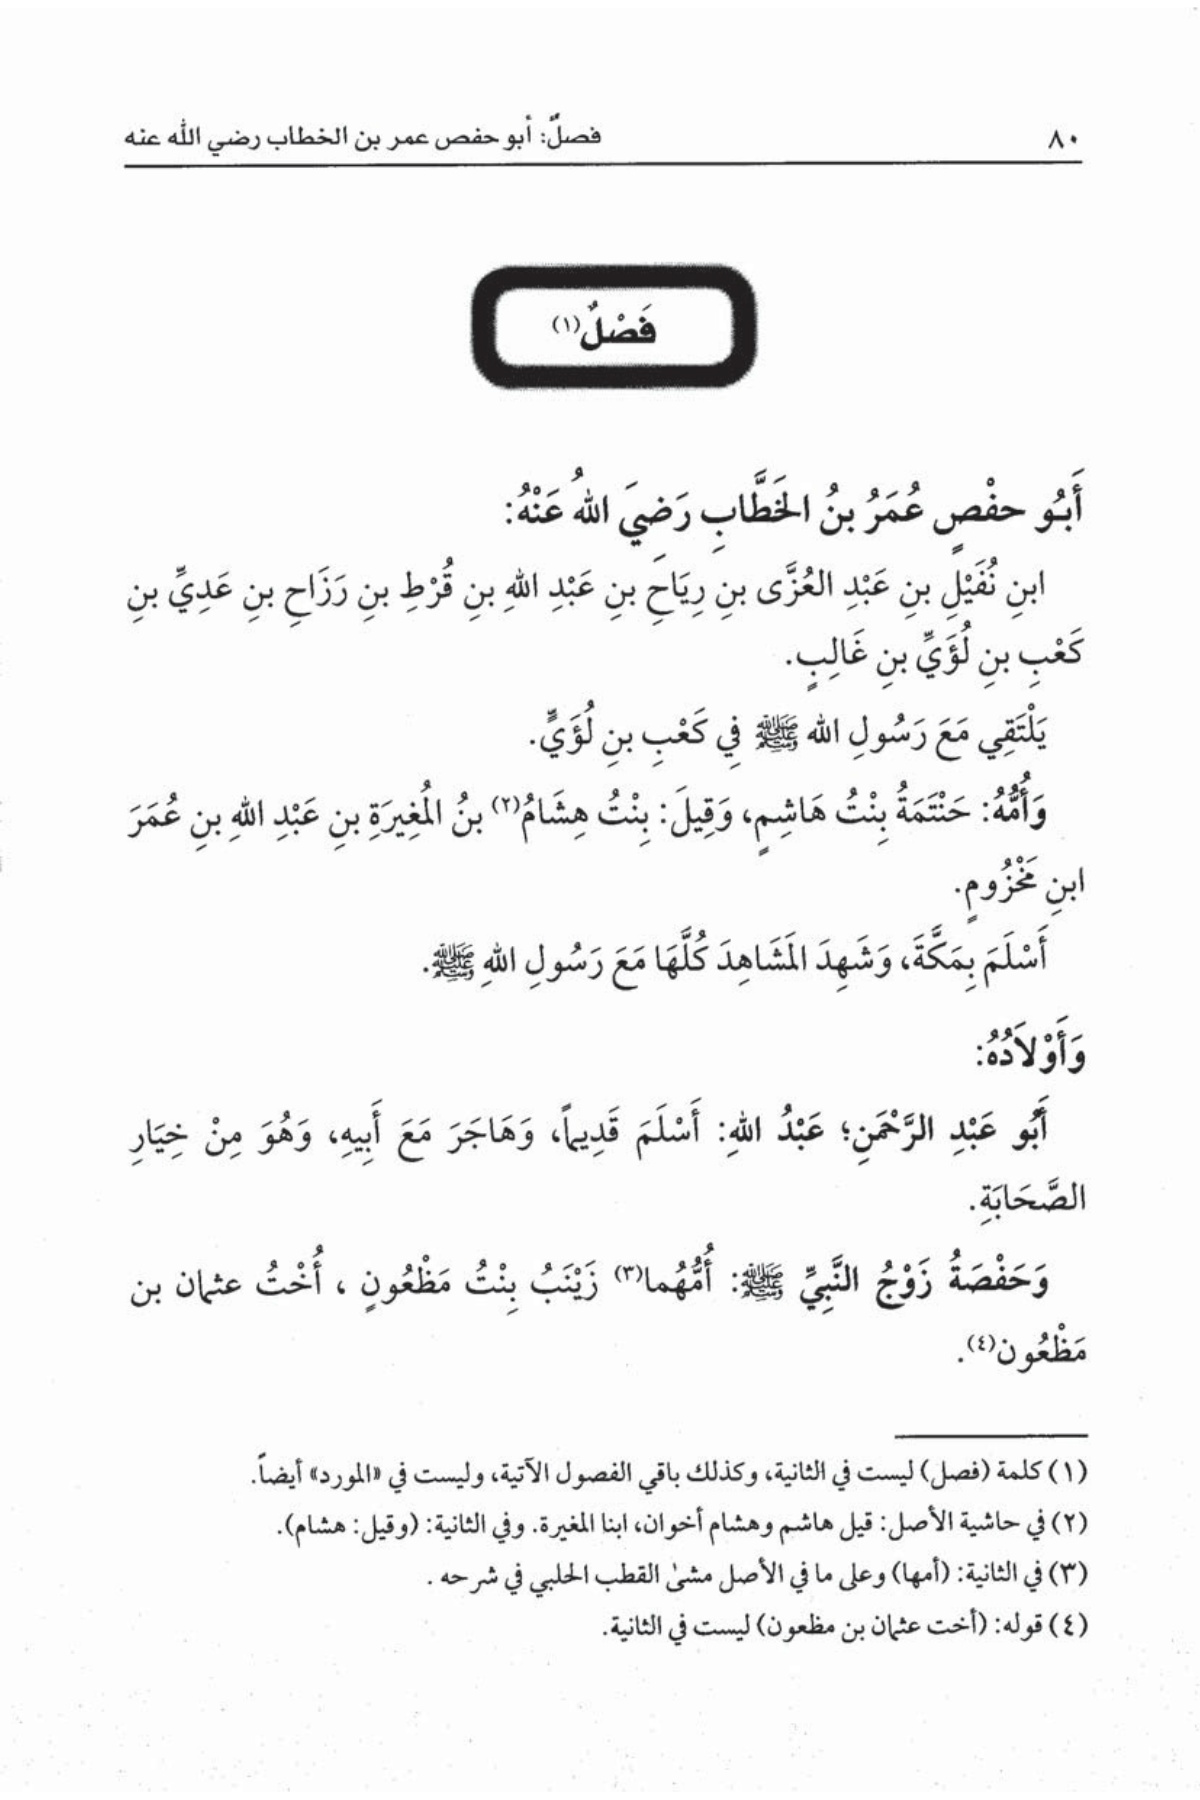 ٨٠
فصلٌ: أبو حفص عمر بن الخطاب رضي الله عنه
فَصْلٌ(١)
أَبُو حفْصٍ عُمَرُ بنُ الخَطَّابِ رَضِيَ اللهُ عَنْهُ:
ابنِ نُفَيْلِ بنِ عَبْدِ العُزَّى بنِ رِيَاحِ بنِ عَبْدِ اللهِ بنِ قُرْطِ بنِ رَزَاحِ بنِ عَدِيِّ بنِ
كَعْبِ بنِ لُؤَيِّ بنِ غَالِبٍ.
يَلْتَقِي مَعَ رَسُولِ الله ﷺ فِي كَعْبِ بنِ لُؤَيٍّ.
وَأُمُّهُ: حَنْتَمَةُ بِنْتُ هَاشِمٍ، وَقِيلَ: بِنْتُ هِشَامُ(٢) بنُ المُغِيرَةِ بنِ عَبْدِ اللهِ بنِ عُمَرَ
ابنِ مَخْزُومٍ.
أَسْلَمَ بِمَكَّةَ، وَشَهِدَ المَشَاهِدَ كُلَّهَا مَعَ رَسُولِ اللهِ ﷺ.
وَأَوْلاَدُهُ:
أَبُو عَبْدِ الرَّحْمَنِ؛ عَبْدُ اللهِ: أَسْلَمَ قَدِيماً، وَهَاجَرَ مَعَ أَبِيهِ، وَهُوَ مِنْ خِيَارِ
الصَّحَابَةِ.
وَحَفْصَةُ زَوْجُ النَّبِيِّ ﷺ: أُمُّهُما(٣) زَيْنَبُ بِنْتُ مَظْعُونٍ ، أُخْتُ عثمان بن
مَظْعُون(٤).
(١) كلمة (فصل) ليست في الثانية، وكذلك باقي الفصول الآتية، وليست في «المورد» أيضاً.
(٢) في حاشية الأصل: قيل هاشم وهشام أخوان، ابنا المغيرة. وفي الثانية: (وقيل: هشام).
(٣) في الثانية: (أمها) وعلى ما في الأصل مشىٰ القطب الحلبي في شرحه .
(٤) قوله: (أخت عثمان بن مظعون) ليست في الثانية.